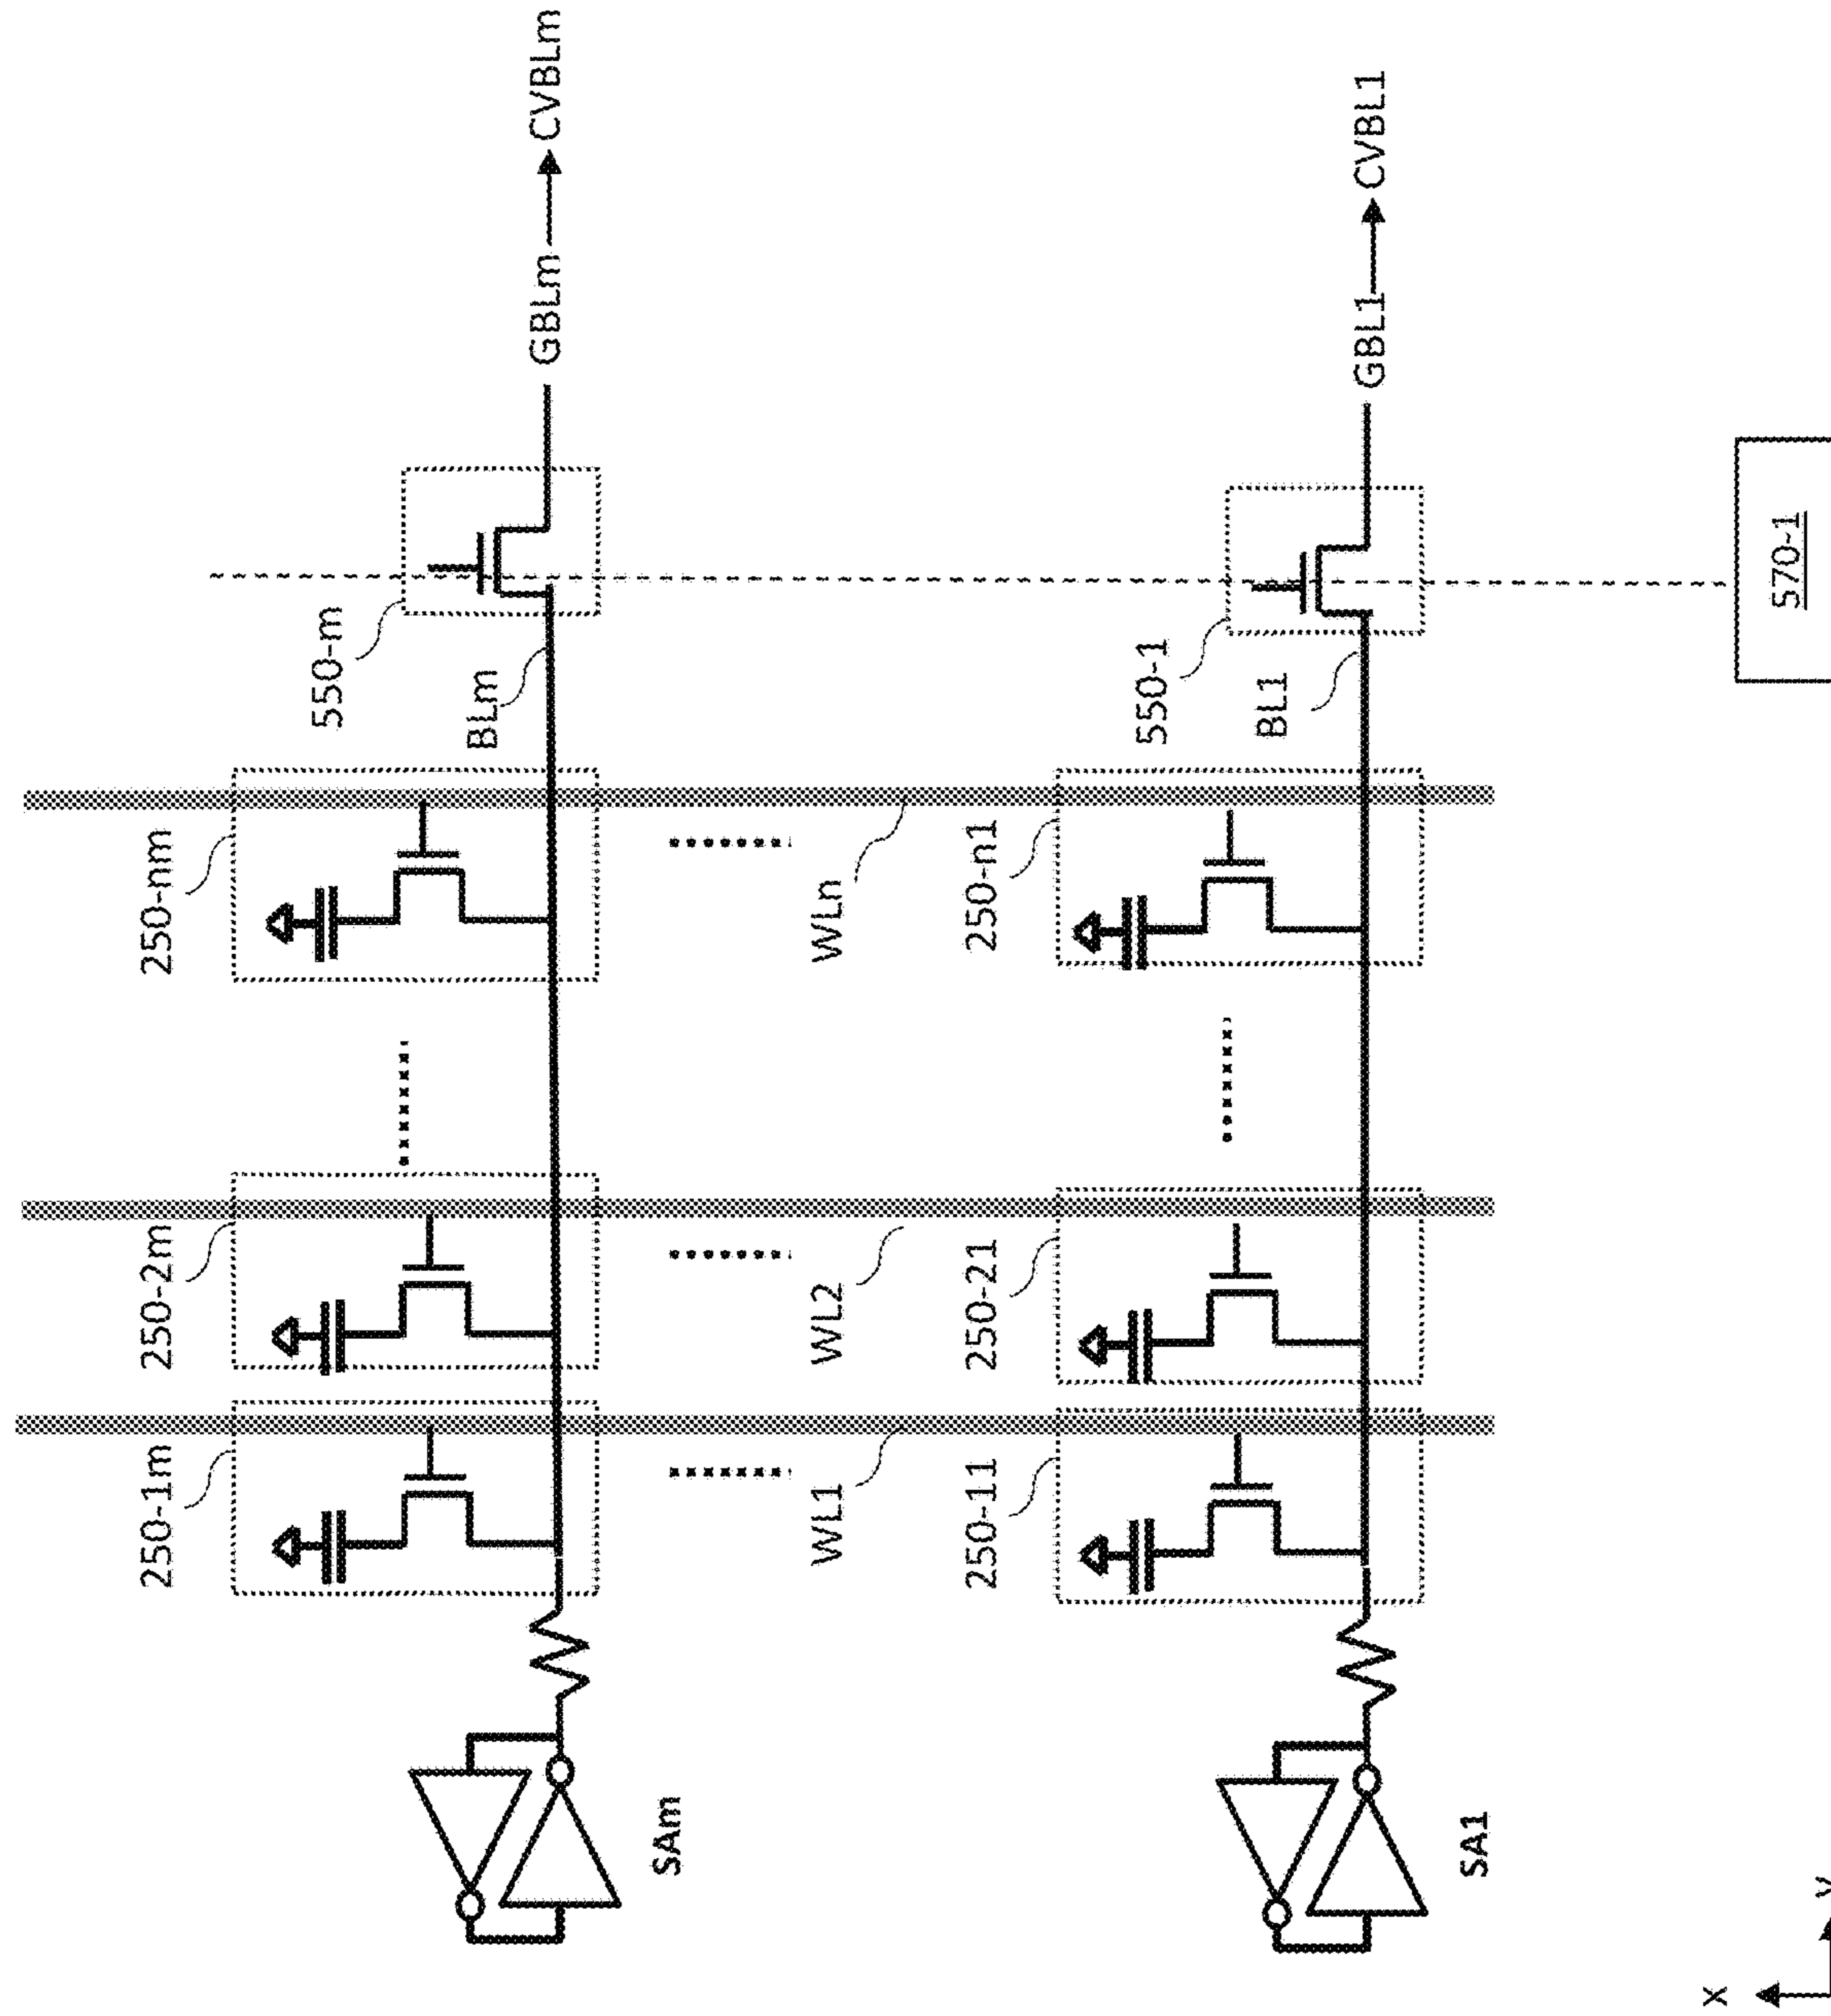 GBLm
CVBLm
550-m
BLm
250-nm
250-2m
250-1m
SAm
WLn
WL2
WL1
GBL1
CVBL1
550-1
BL1
250-n1
250-21
250-11
SA1
570-1
X